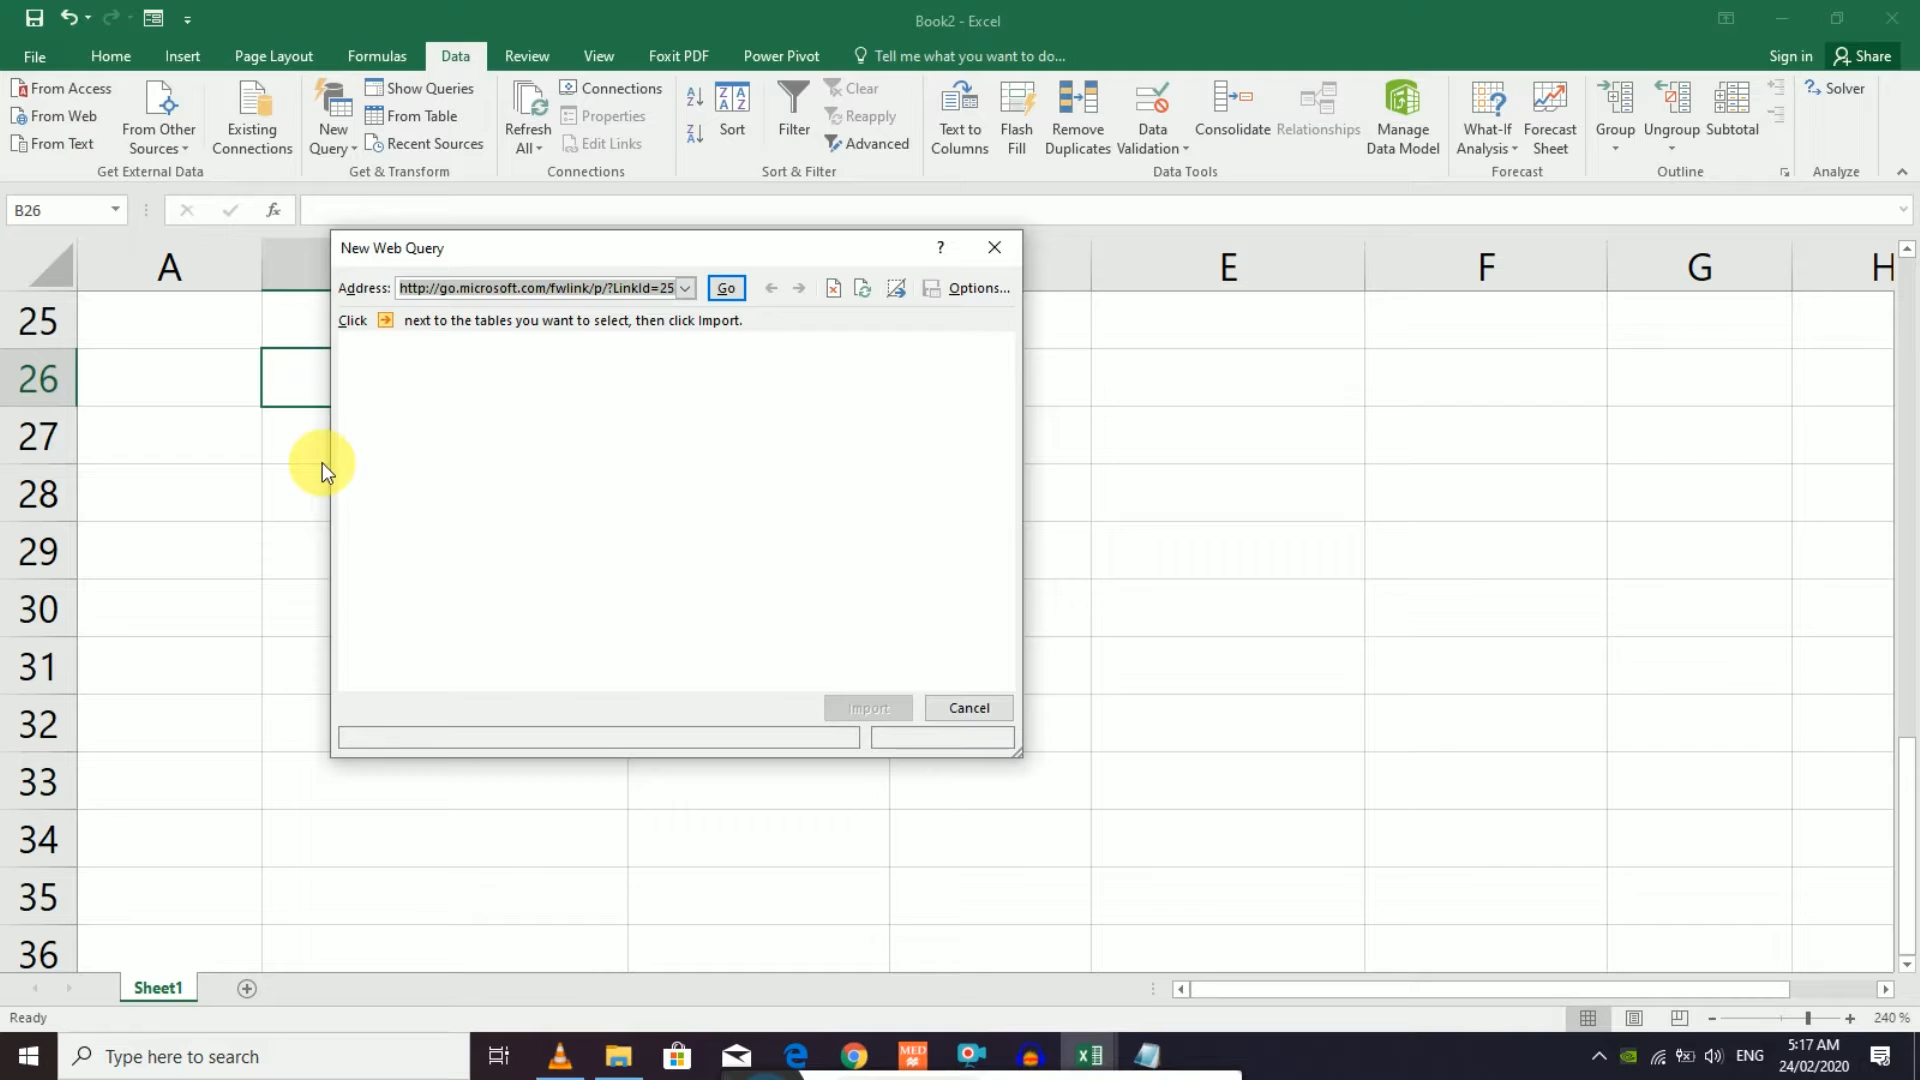 Book2 - Excel
File Home Insert Page Layout Formulas Data Review View Foxit PDF Power Pivot Tell me what you want to do... Sign in Share
From Access
From Web
From Text
From Other Sources
Existing Connections
Get External Data
New Query
Show Queries
From Table
Recent Sources
Get & Transform
Refresh All
Connections
Properties
Edit Links
Connections
Sort
Filter
Clear
Reapply
Advanced
Sort & Filter
Text to Columns
Flash Fill
Remove Duplicates
Data Validation
Consolidate
Relationships
Manage Data Model
Data Tools
What-If Analysis
Forecast Sheet
Forecast
Group
Ungroup
Subtotal
Outline
Solver
Analyze
B26
fx
A E F G H
New Web Query
Address: http://go.microsoft.com/fwlink/p/?LinkId=25 Go Options...
Click next to the tables you want to select, then click Import.
Import Cancel
25
26
27
28
29
30
31
32
33
34
35
36
Sheet1
Ready
240 %
Type here to search
MED
ENG
5:17 AM
24/02/2020